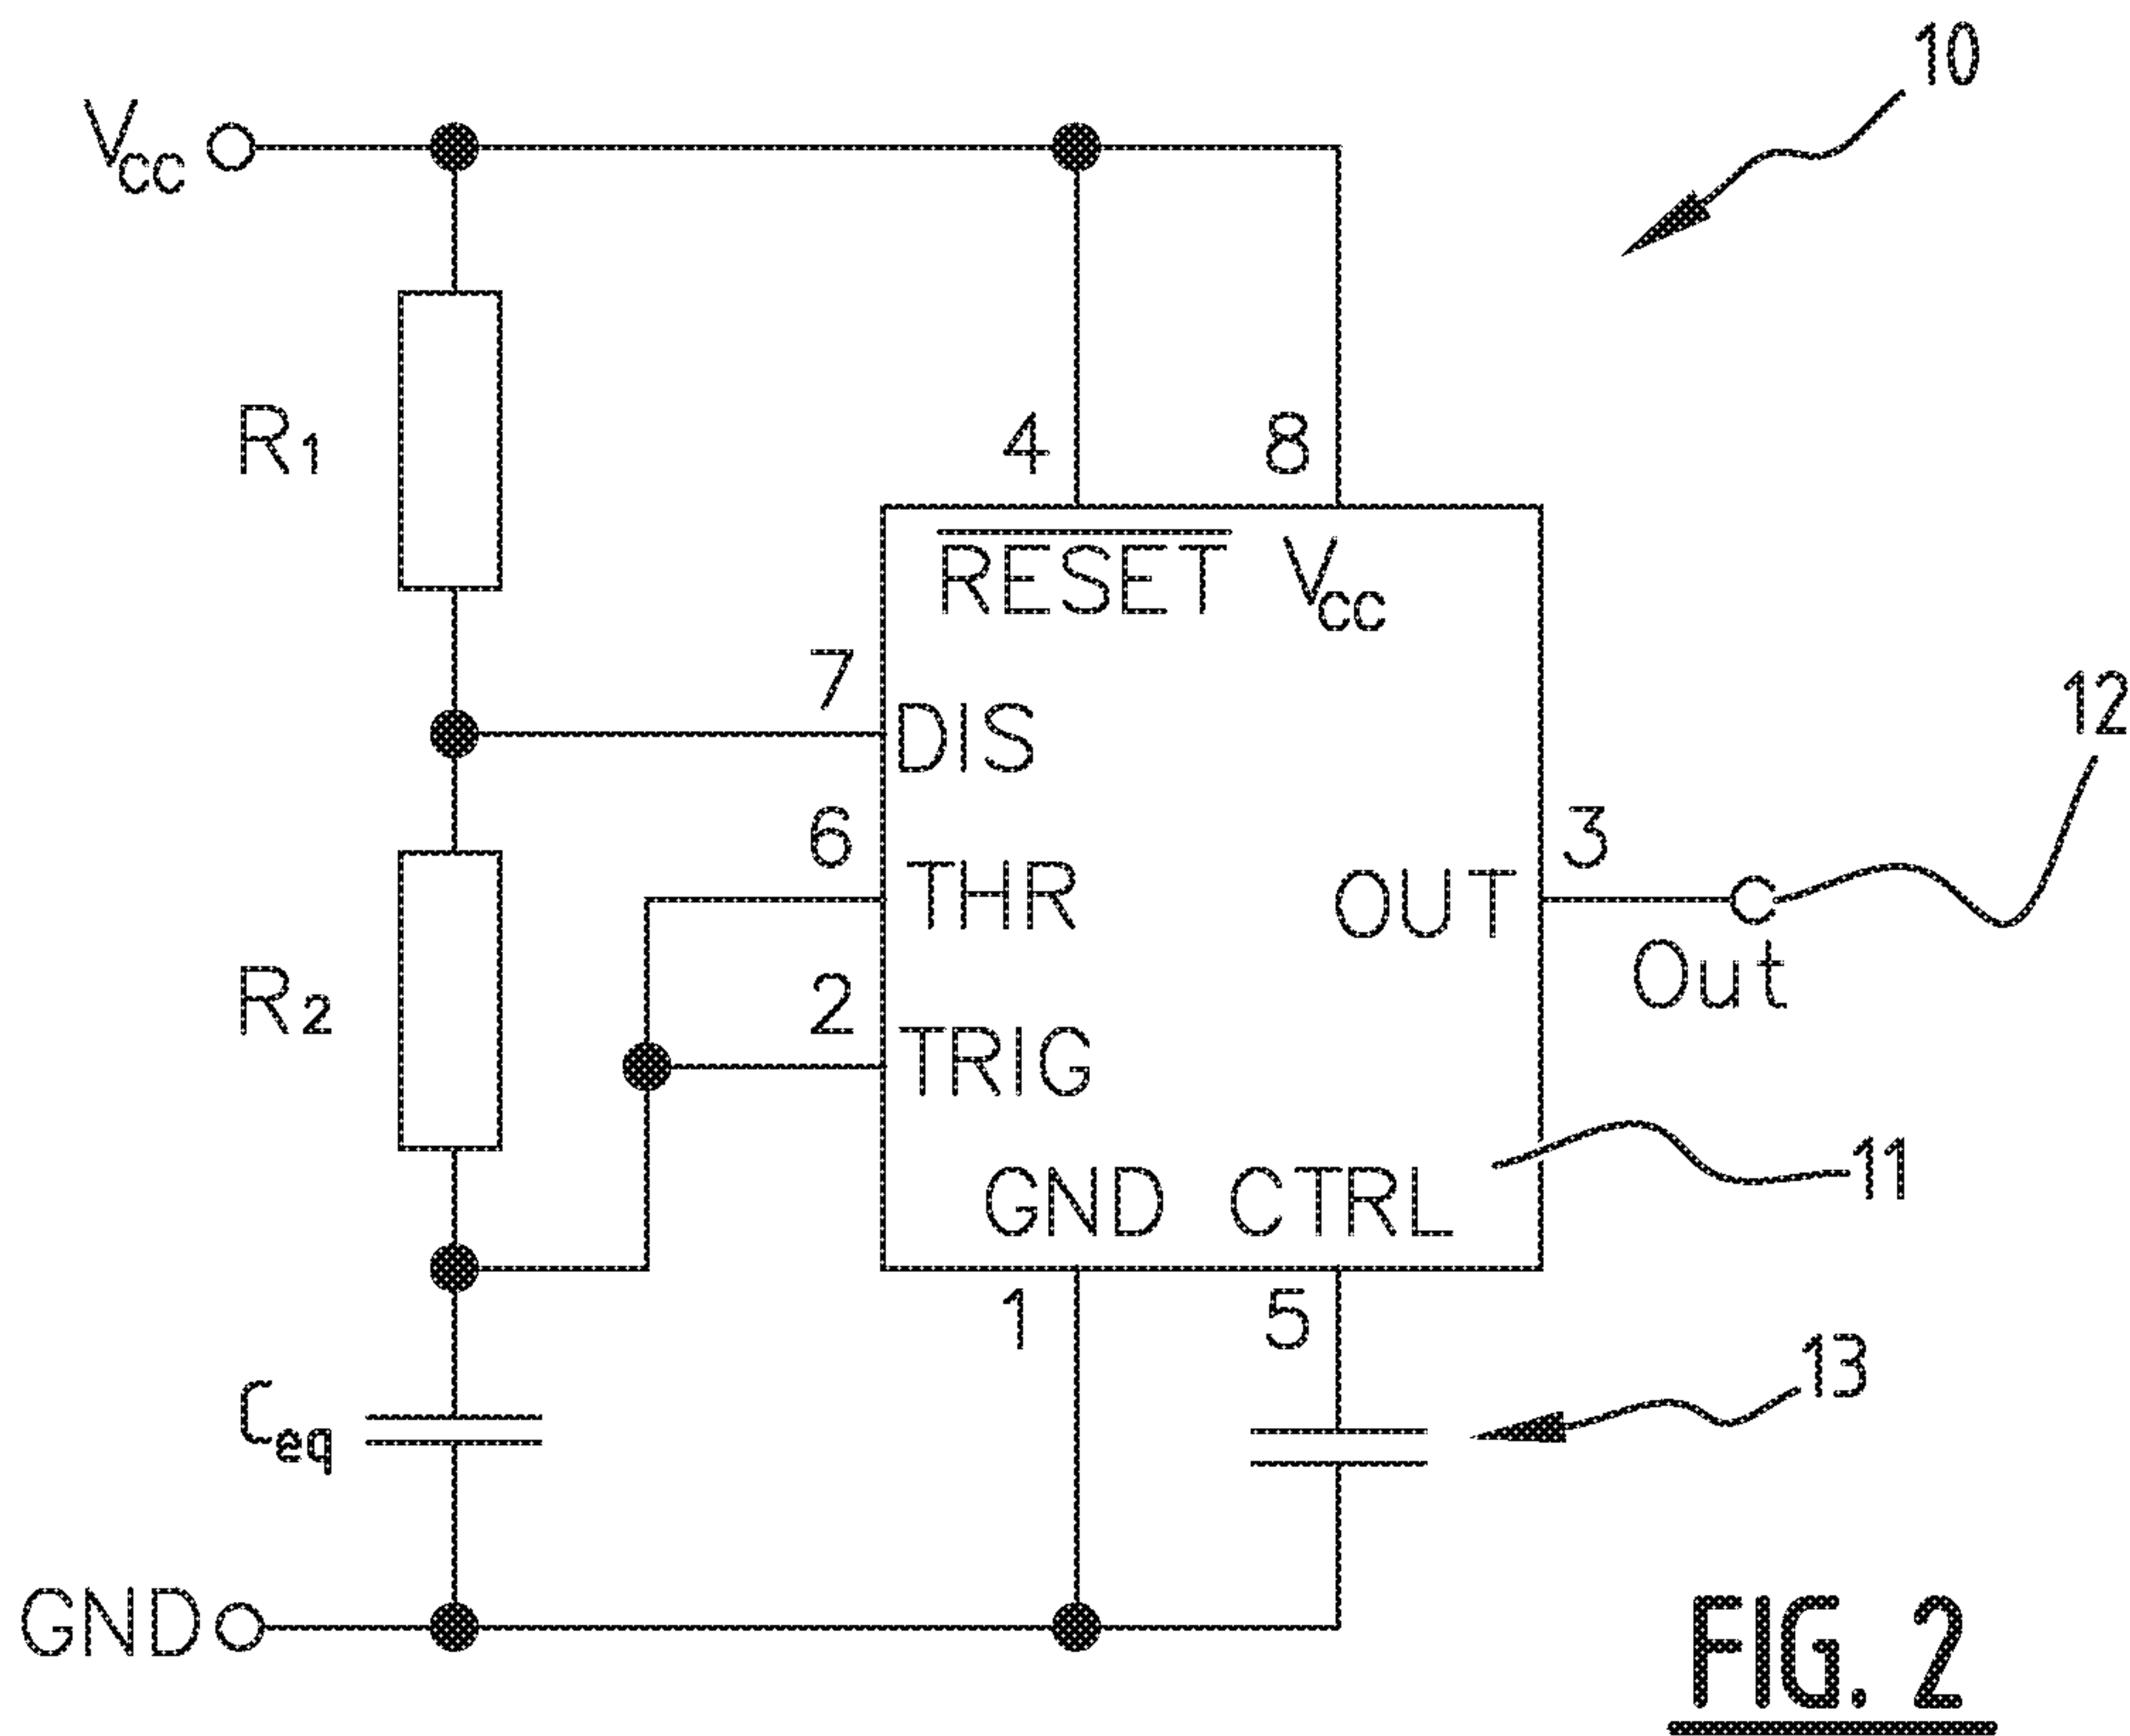 10
Vcc
R1
4
8
RESET
Vcc
7
DIS
12
6
THR
3
OUT
Out
R2
2
TRIG
11
GND
CTRL
1
5
13
Ceq
GND
FIG. 2